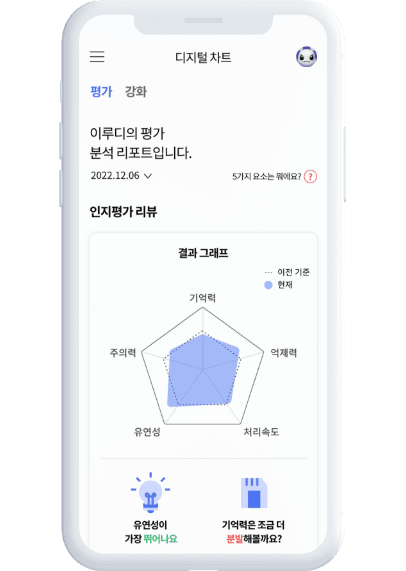 디지털 차트
평가 강화
이루디의 평가
분석 리포트입니다.
2022.12.06
5가지 요소는 뭐에요? ?
인지평가 리뷰
결과 그래프
이전 기준
현재
기억력
주의력
억제력
유연성
처리속도
유연성이
가장 뛰어나요
기억력은 조금 더
분발해볼까요?